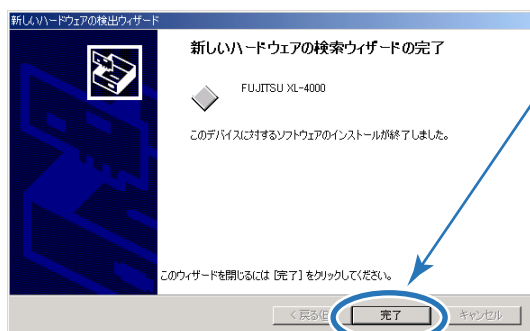 新しいハードウェアの検出ウィザード
新しいハードウェアの検索ウィザードの完了
FUJITSU XL-4000
このデバイスに対するソフトウェアのインストールが終了しました。
このウィザードを閉じるには [完了] をクリックしてください。
< 戻る(B) 完了 キャンセル